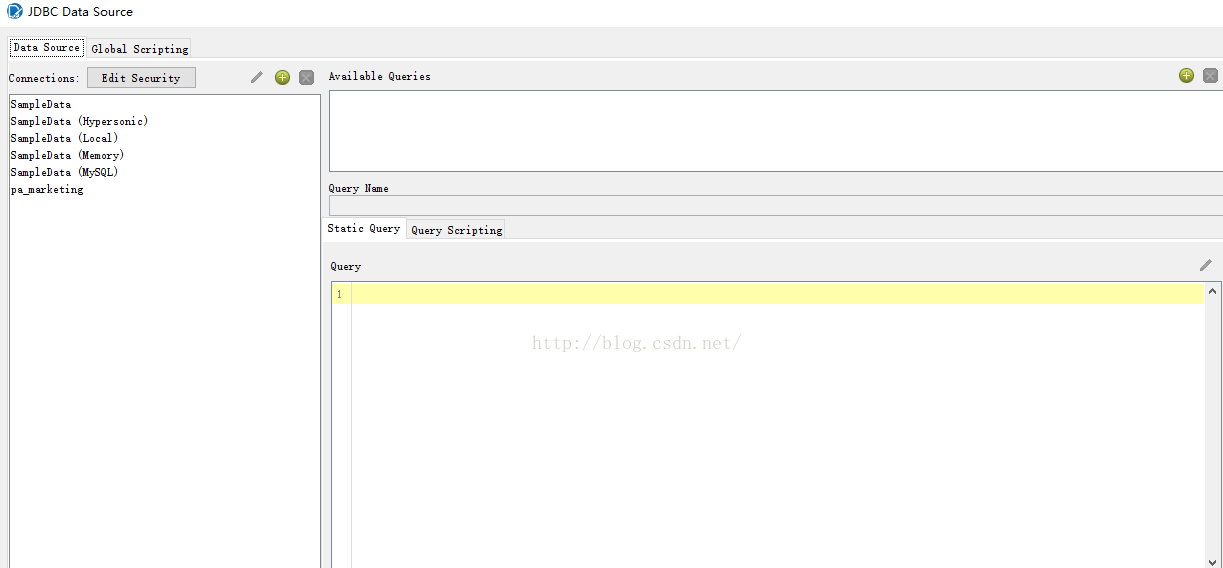 JDBC Data Source
Data Source
Global Scripting
Connections:
Edit Security
SampleData
SampleData (Hypersonic)
SampleData (Local)
SampleData (Memory)
SampleData (MySQL)
pa_marketing
Available Queries
Query Name
Static Query
Query Scripting
Query
1
http://blog.csdn.net/